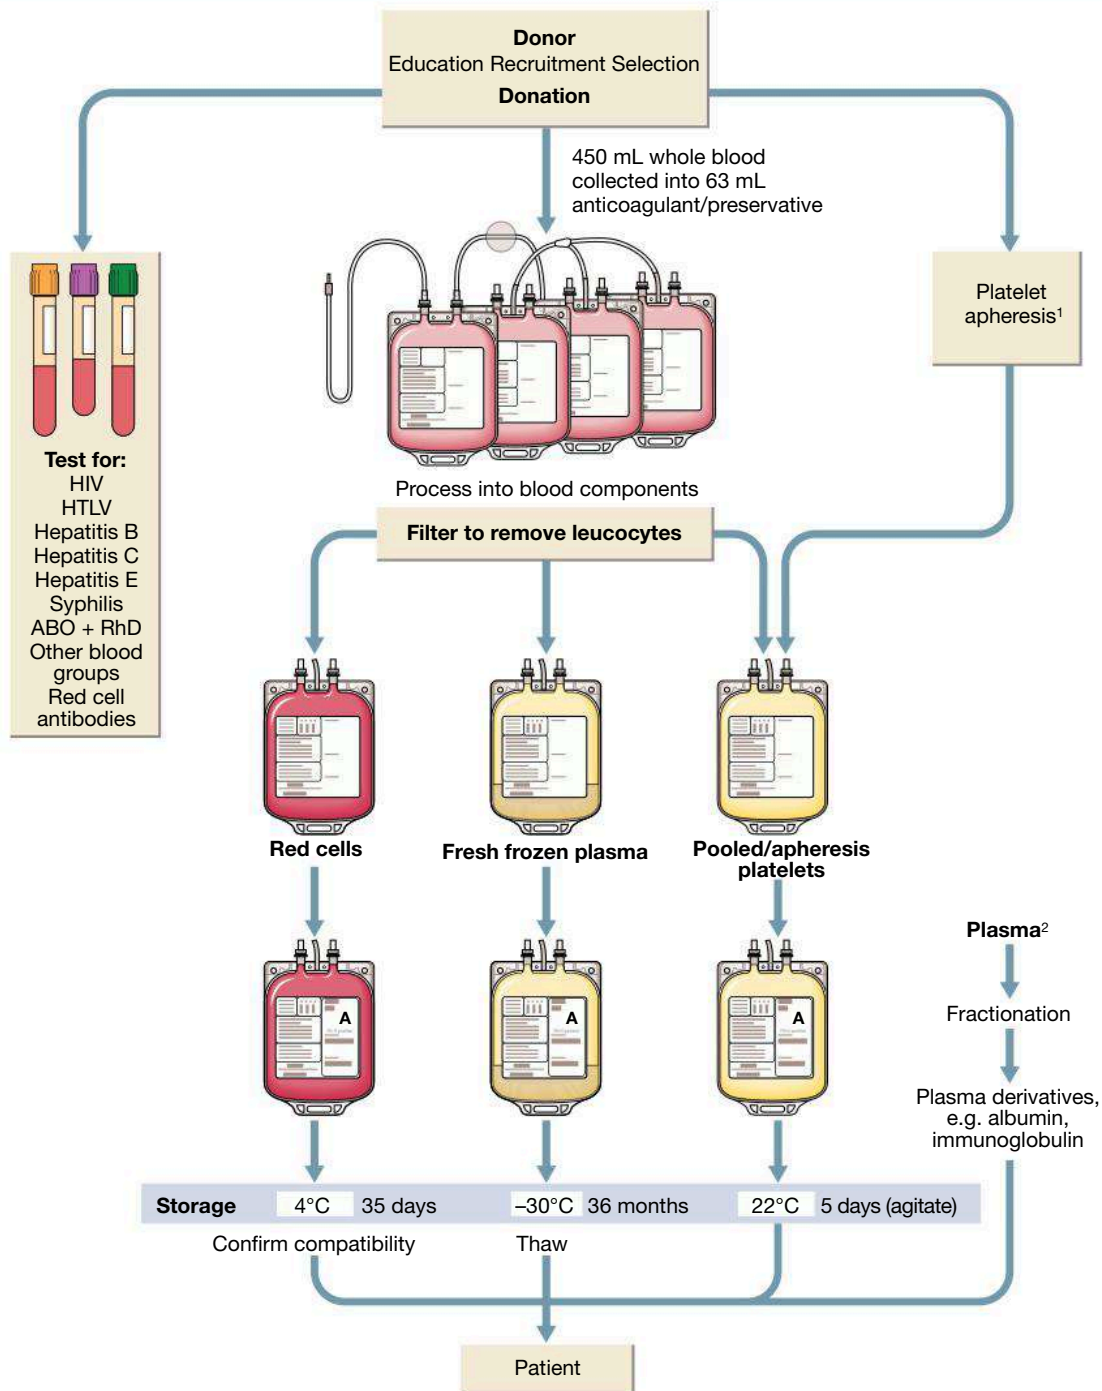 Donor
Education Recruitment Selection
Donation
450 mL whole blood
collected into 63 mL
anticoagulant/preservative
Platelet
apheresis¹
Test for:
HIV
HTLV
Hepatitis B
Hepatitis C
Hepatitis E
Syphilis
ABO + RhD
Other blood
groups
Red cell
antibodies
Process into blood components
Filter to remove leucocytes
Red cells
Fresh frozen plasma
Pooled/apheresis
platelets
A
A
A
Plasma²
Fractionation
Plasma derivatives,
e.g. albumin,
immunoglobulin
Storage 4°C 35 days –30°C 36 months 22°C 5 days (agitate)
Confirm compatibility
Thaw
Patient